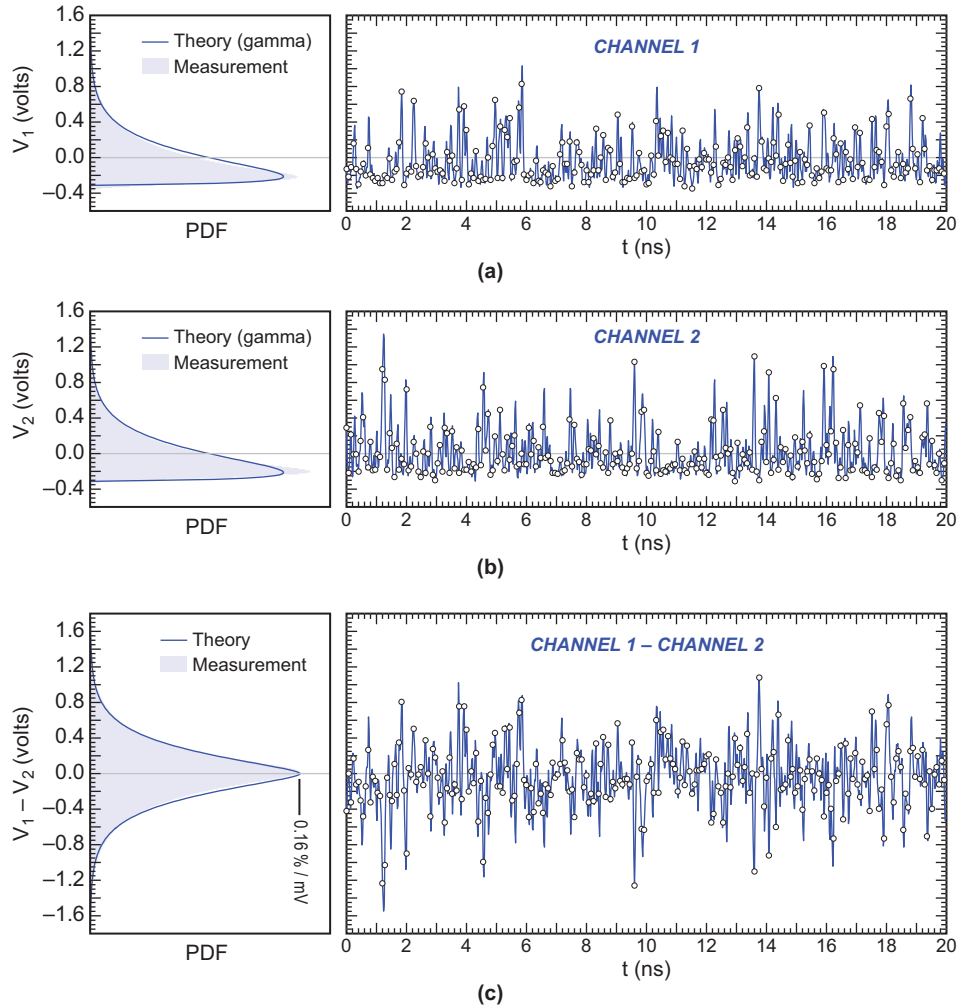 1.6
1.2
0.8
0.4
0.0
–0.4
V1 (volts)
Theory (gamma)
Measurement
PDF
CHANNEL 1
0 2 4 6 8 10 12 14 16 18 20
t (ns)
(a)
1.6
1.2
0.8
0.4
0.0
–0.4
V2 (volts)
Theory (gamma)
Measurement
PDF
CHANNEL 2
0 2 4 6 8 10 12 14 16 18 20
t (ns)
(b)
1.6
1.2
0.8
0.4
0.0
–0.4
–0.8
–1.2
–1.6
V1 – V2 (volts)
Theory
Measurement
0.16 % / mV
PDF
CHANNEL 1 – CHANNEL 2
0 2 4 6 8 10 12 14 16 18 20
t (ns)
(c)